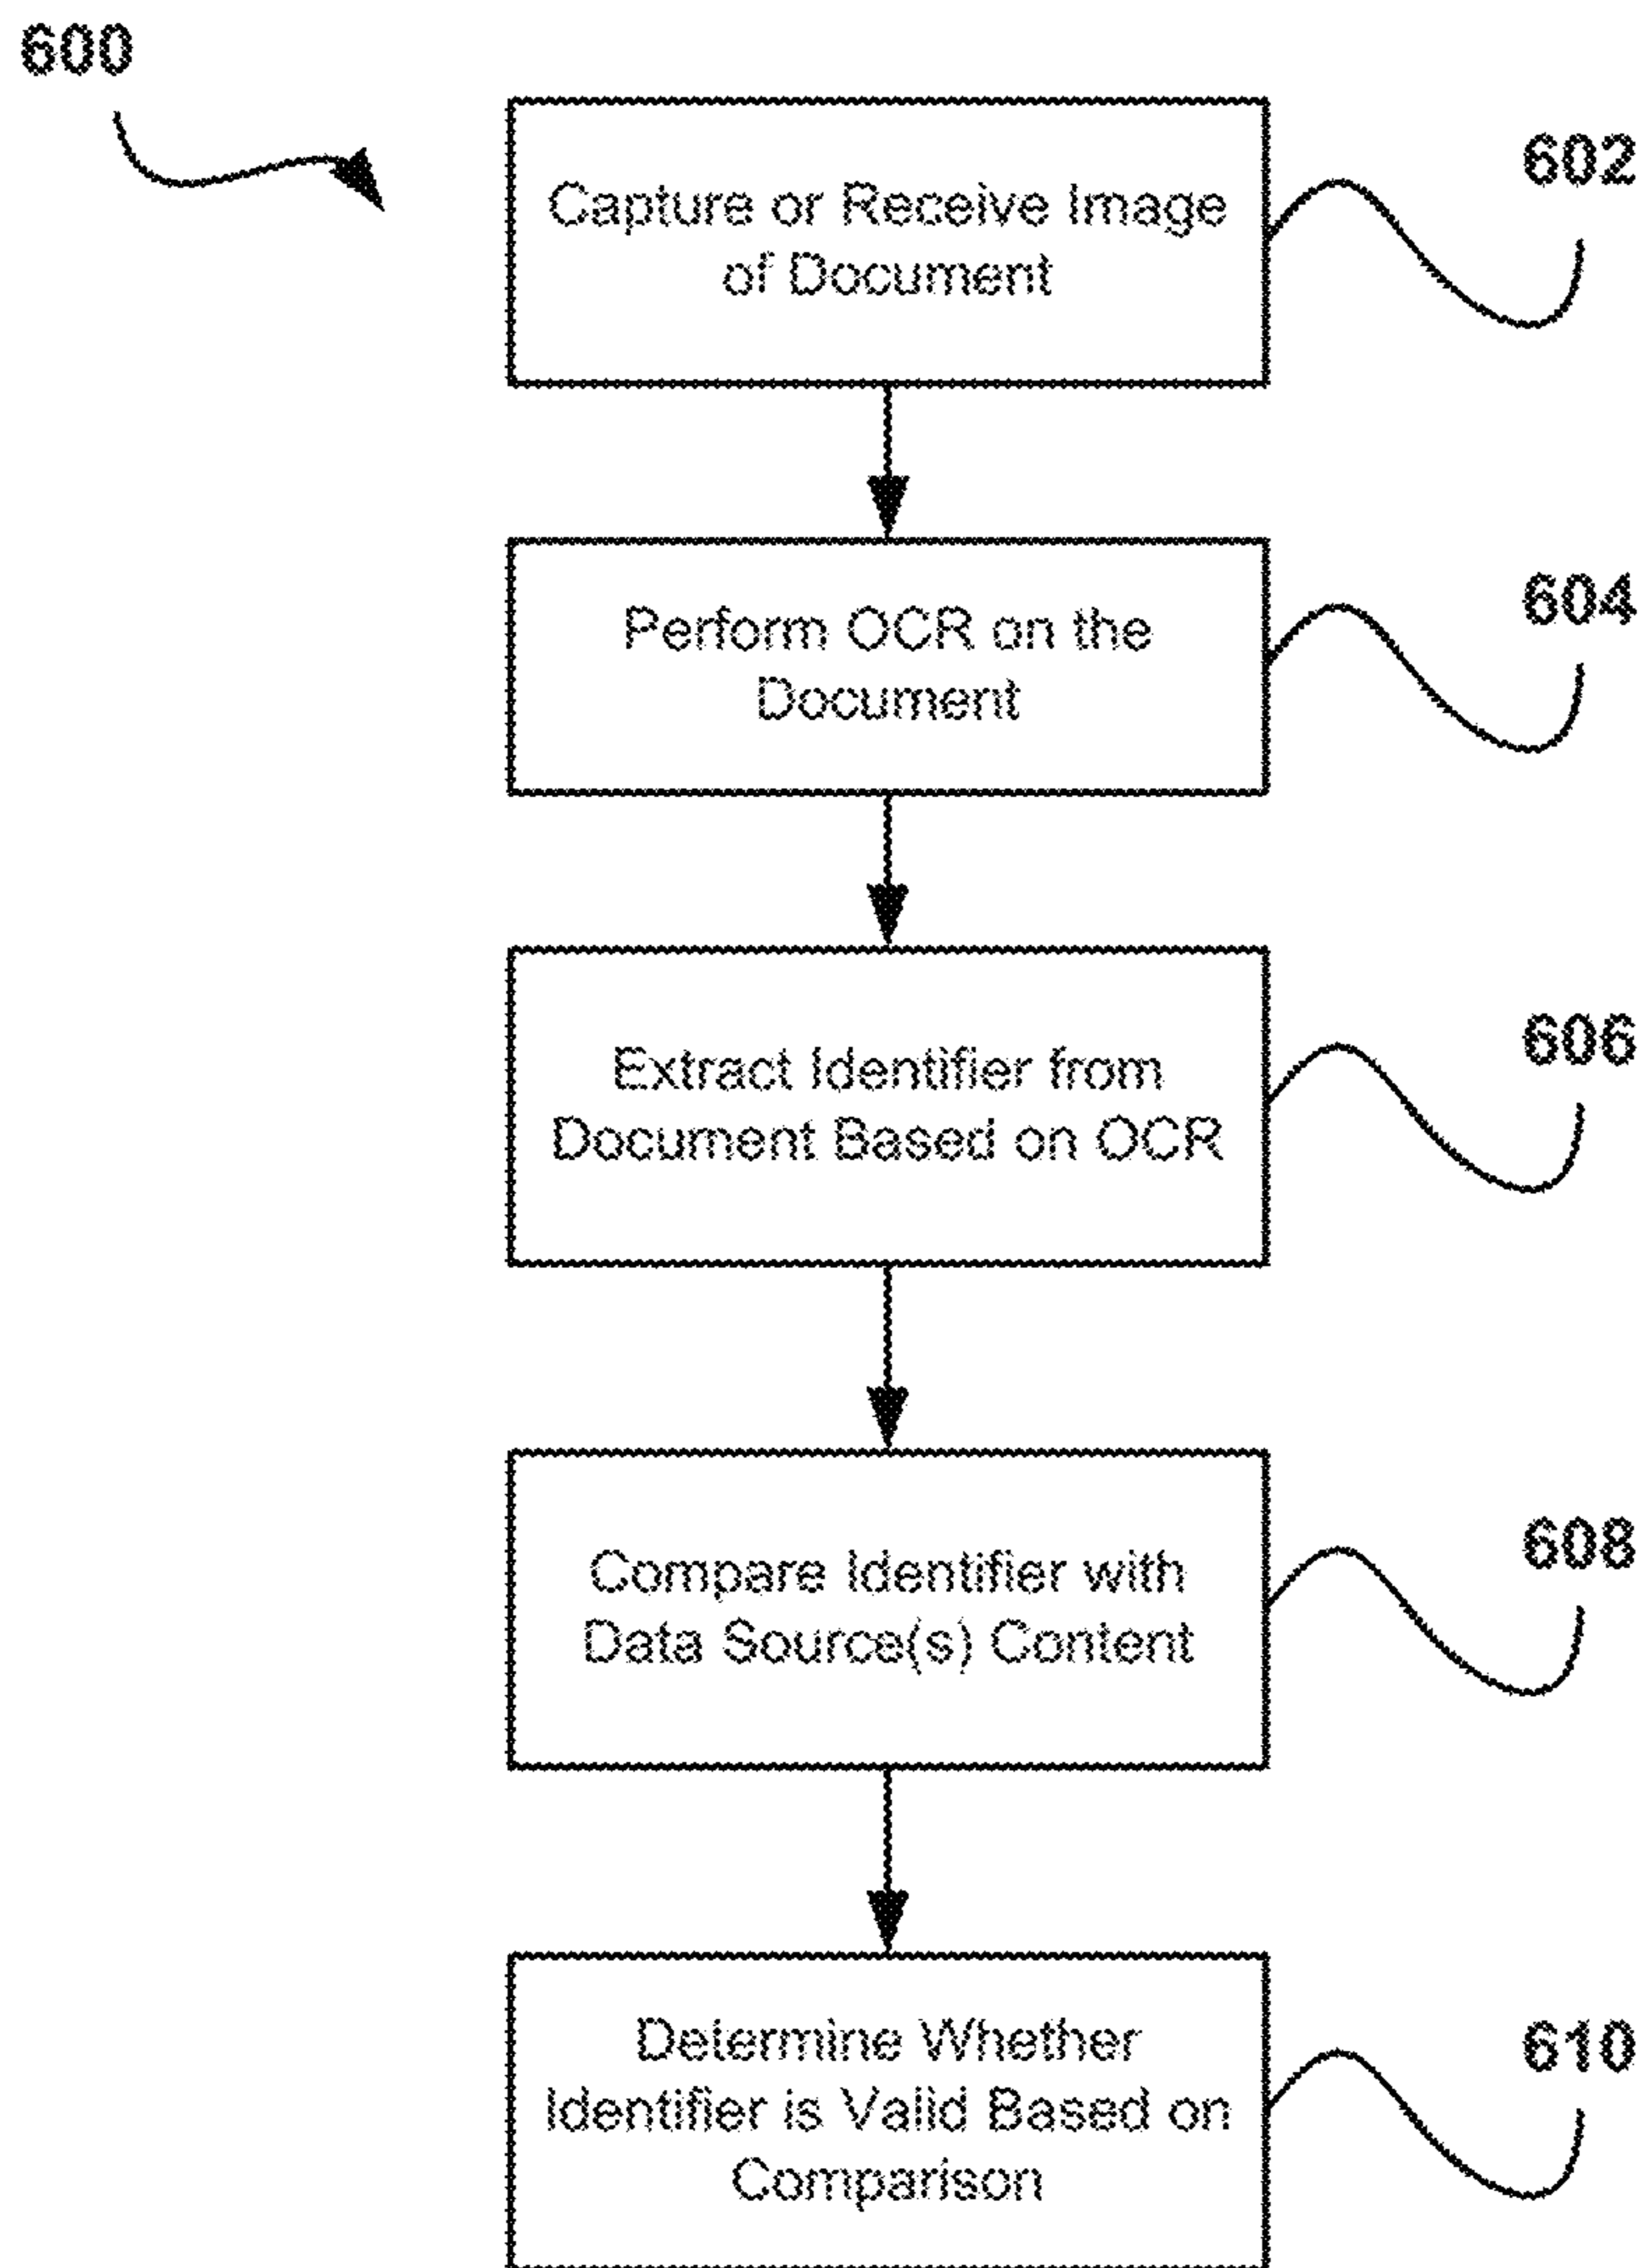 600
Capture or Receive Image
of Document
602
Perform OCR on the
Document
604
Extract Identifier from
Document Based on OCR
606
Compare Identifier with
Data Source(s) Content
608
Determine Whether
Identifier is Valid Based on
Comparison
610